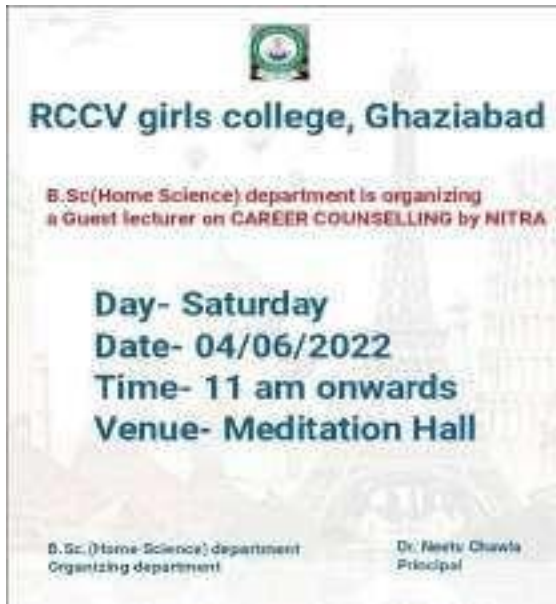 RCCV girls college, Ghaziabad
B.Sc(Home Science) department is organizing
a Guest lecturer on CAREER COUNSELLING by NITRA
Day- Saturday
Date- 04/06/2022
Time- 11 am onwards
Venue- Meditation Hall
B.Sc.(Home Science) department
Organizing department
Dr. Neetu Chawla
Principal